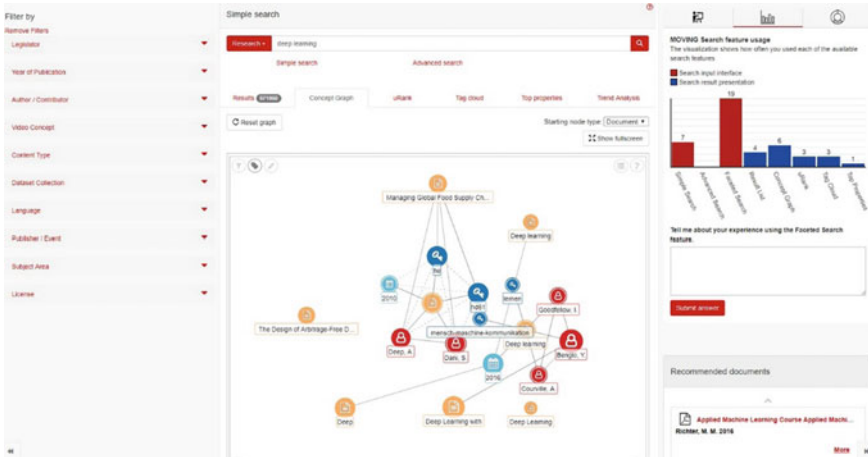 Filter by
Remove Filters
Legislator
Year of Publication
Author / Contributor
Video Concept
Content Type
Dataset Collection
Language
Publisher / Event
Subject Area
License
Simple search
Research
deep learning
Simple search
Advanced search
Results
Concept Graph
uRank
Tag cloud
Top properties
Trend Analysis
Reset graph
Starting node type: Document
Show fullscreen
Managing Global Food Supply Ch...
Deep learning
2010
The Design of Arbitrage-Free D...
Deep, A.
Dani, S.
lernen
Goodfellow, I.
mensch-maschine-kommunikation
Deep learning
Bengio, Y.
2016
Courville, A.
Deep
Deep Learning with
Deep Learning
MOVING Search feature usage
The visualization shows how often you used each of the available
search features
Search input interface
Search result presentation
7
19
4
6
3
3
1
Simple Search
Advanced Search
Faceted Search
Result List
Concept Graph
uRank
Tag Cloud
Top Properties
Tell me about your experience using the Faceted Search
feature.
Submit answer
Recommended documents
Applied Machine Learning Course Applied Machi...
Richter, M. M. 2016
More